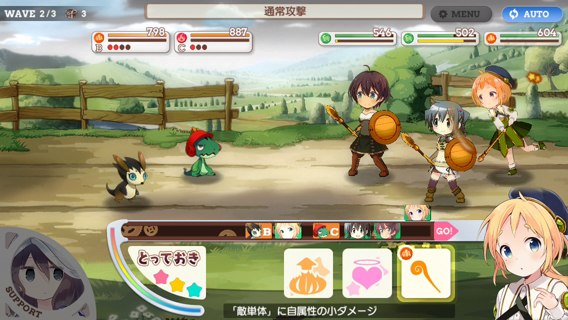 WAVE 2/3 3
通常攻撃
MENU
AUTO
798
B
887
C
546
502
604
B
C
GO!
とっておき
SUPPORT
「敵単体」に自属性の小ダメージ